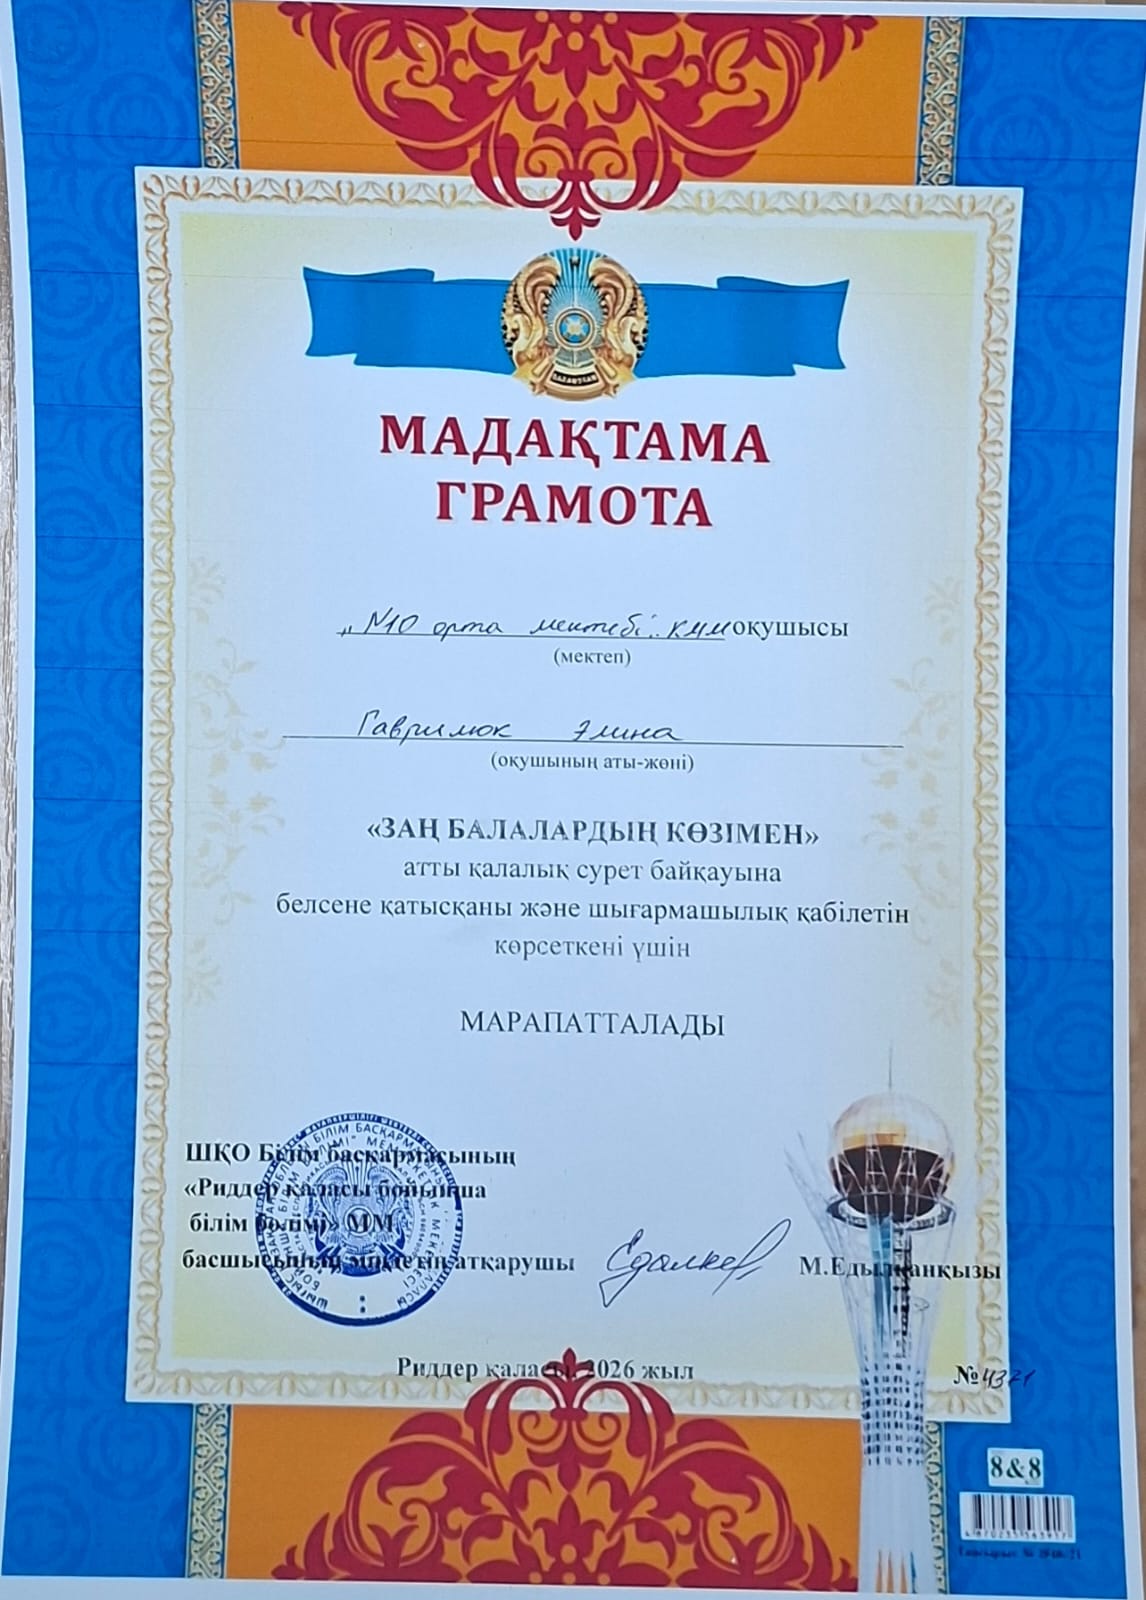 ҚАЗАҚСТАН
МАДАҚТАМА
ГРАМОТА
"№10 орта мектебі" КММ оқушысы
(мектеп)
Гаврилюк Элина
(оқушының аты-жөні)
«ЗАҢ БАЛАЛАРДЫҢ КӨЗІМЕН»
атты қалалық сурет байқауына
белсене қатысқаны және шығармашылық қабілетін
көрсеткені үшін
МАРАПАТТАЛАДЫ
ШҚО Білім басқармасының
«Риддер қаласы бойынша
білім бөлімі» ММ
басшысының міндетін атқарушы М.Едылханқызы
Риддер қаласы, 2026 жыл
№4371
8&8